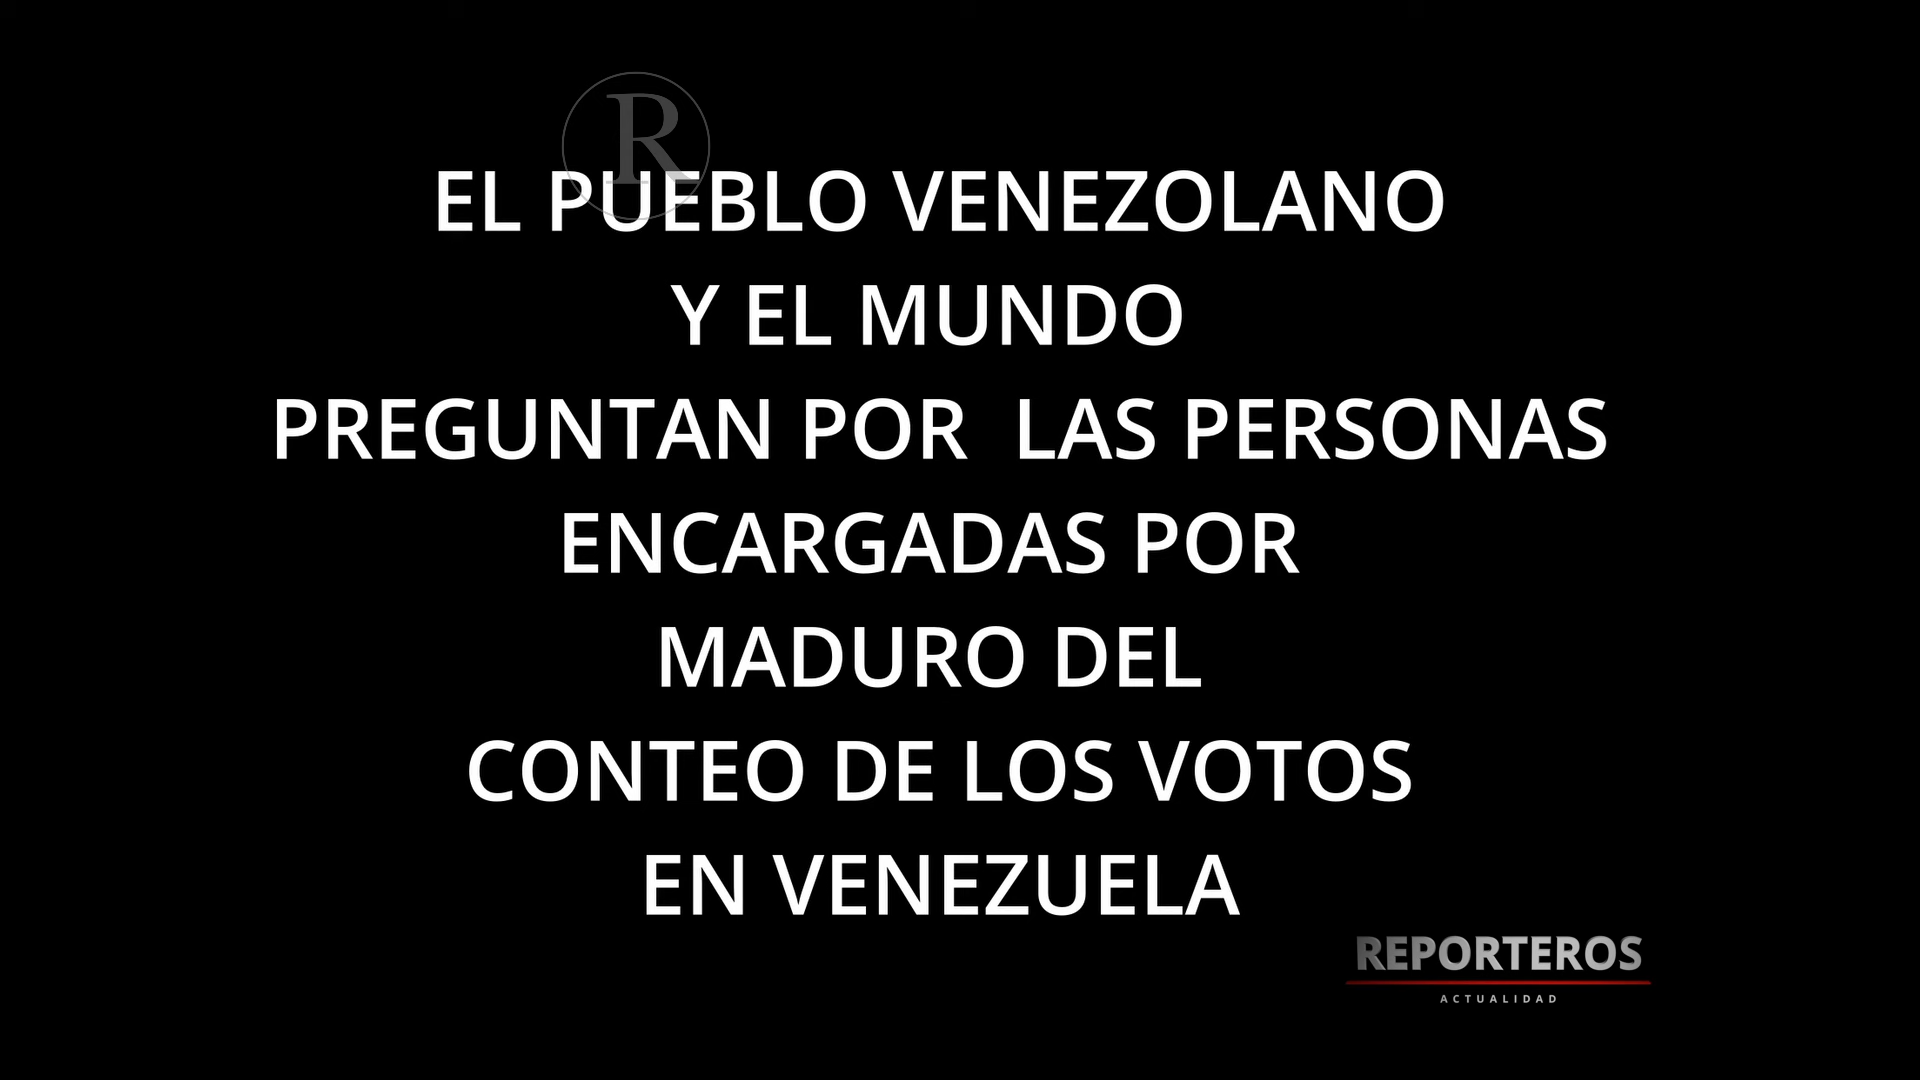 R
EL PUEBLO VENEZOLANO
Y EL MUNDO
PREGUNTAN POR LAS PERSONAS
ENCARGADAS POR
MADURO DEL
CONTEO DE LOS VOTOS
EN VENEZUELA
REPORTEROS
ACTUALIDAD